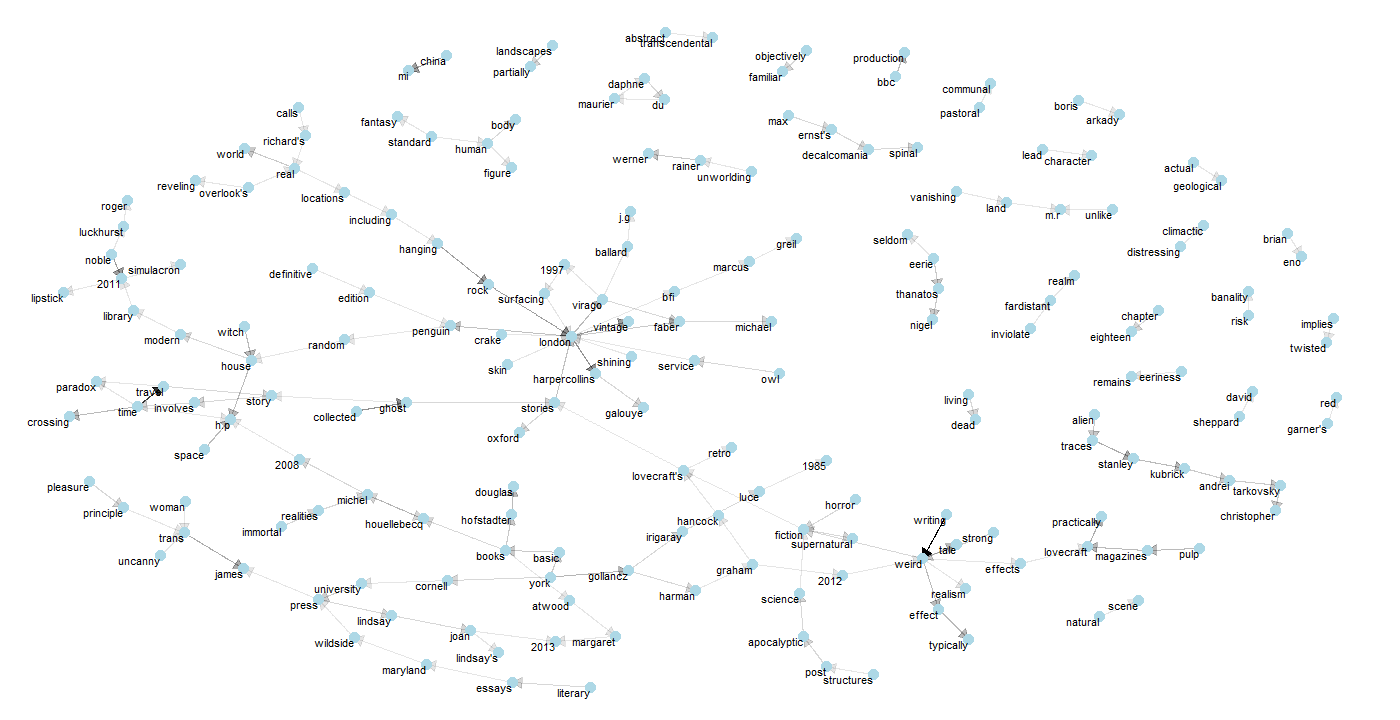 abstract
transcendental
landscapes
objectively
production
china
partially
familiar
mi
bbc
daphne
communal
maurier
du
boris
calls
pastoral
arkady
fantasy
body
max
richard's
standard
ernst's
human
world
werner
decalcomania
spinal
lead
character
real
rainer
actual
figure
unworlding
reveling
overlook's
geological
locations
vanishing
roger
land
m.r
unlike
including
j.g
luckhurst
climactic
seldom
brian
hanging
ballard
greil
distressing
noble
eerie
eno
simulacron
definitive
1997
marcus
2011
realm
rock
thanatos
lipstick
edition
surfacing
virago
bfi
fardistant
banality
library
chapter
nigel
risk
implies
witch
penguin
vintage
faber
michael
inviolate
modern
random
crake
london
eighteen
twisted
house
skin
shining
service
owl
harpercollins
remains
eeriness
paradox
travel
david
time
involves
story
collected
ghost
stories
galouye
living
red
crossing
h.p
dead
sheppard
alien
garner's
oxford
space
traces
retro
2008
1985
stanley
lovecraft's
kubrick
pleasure
douglas
andrei
tarkovsky
michel
luce
principle
woman
realities
horror
hofstadter
hancock
writing
christopher
immortal
houellebecq
practically
trans
irigaray
fiction
strong
supernatural
tale
uncanny
books
basic
lovecraft
magazines
pulp
james
york
gollancz
graham
weird
effects
university
cornell
2012
press
atwood
harman
science
realism
scene
lindsay
effect
natural
wildside
joan
2013
margaret
apocalyptic
typically
lindsay's
maryland
post
structures
essays
literary